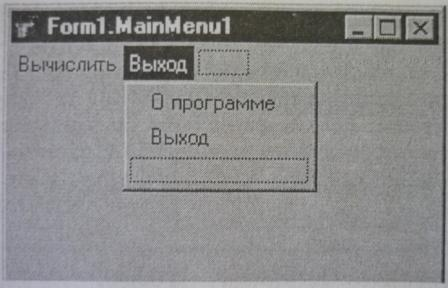 Form1.MainMenu1
Вычислить Выход
О программе
Выход